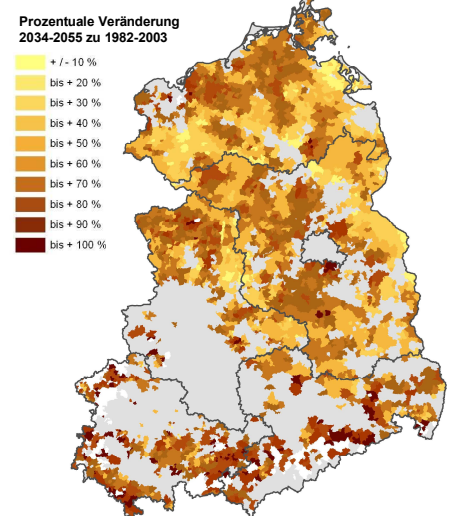 Prozentuale Veränderung
2034-2055 zu 1982-2003
+ / - 10 %
bis + 20 %
bis + 30 %
bis + 40 %
bis + 50 %
bis + 60 %
bis + 70 %
bis + 80 %
bis + 90 %
bis + 100 %